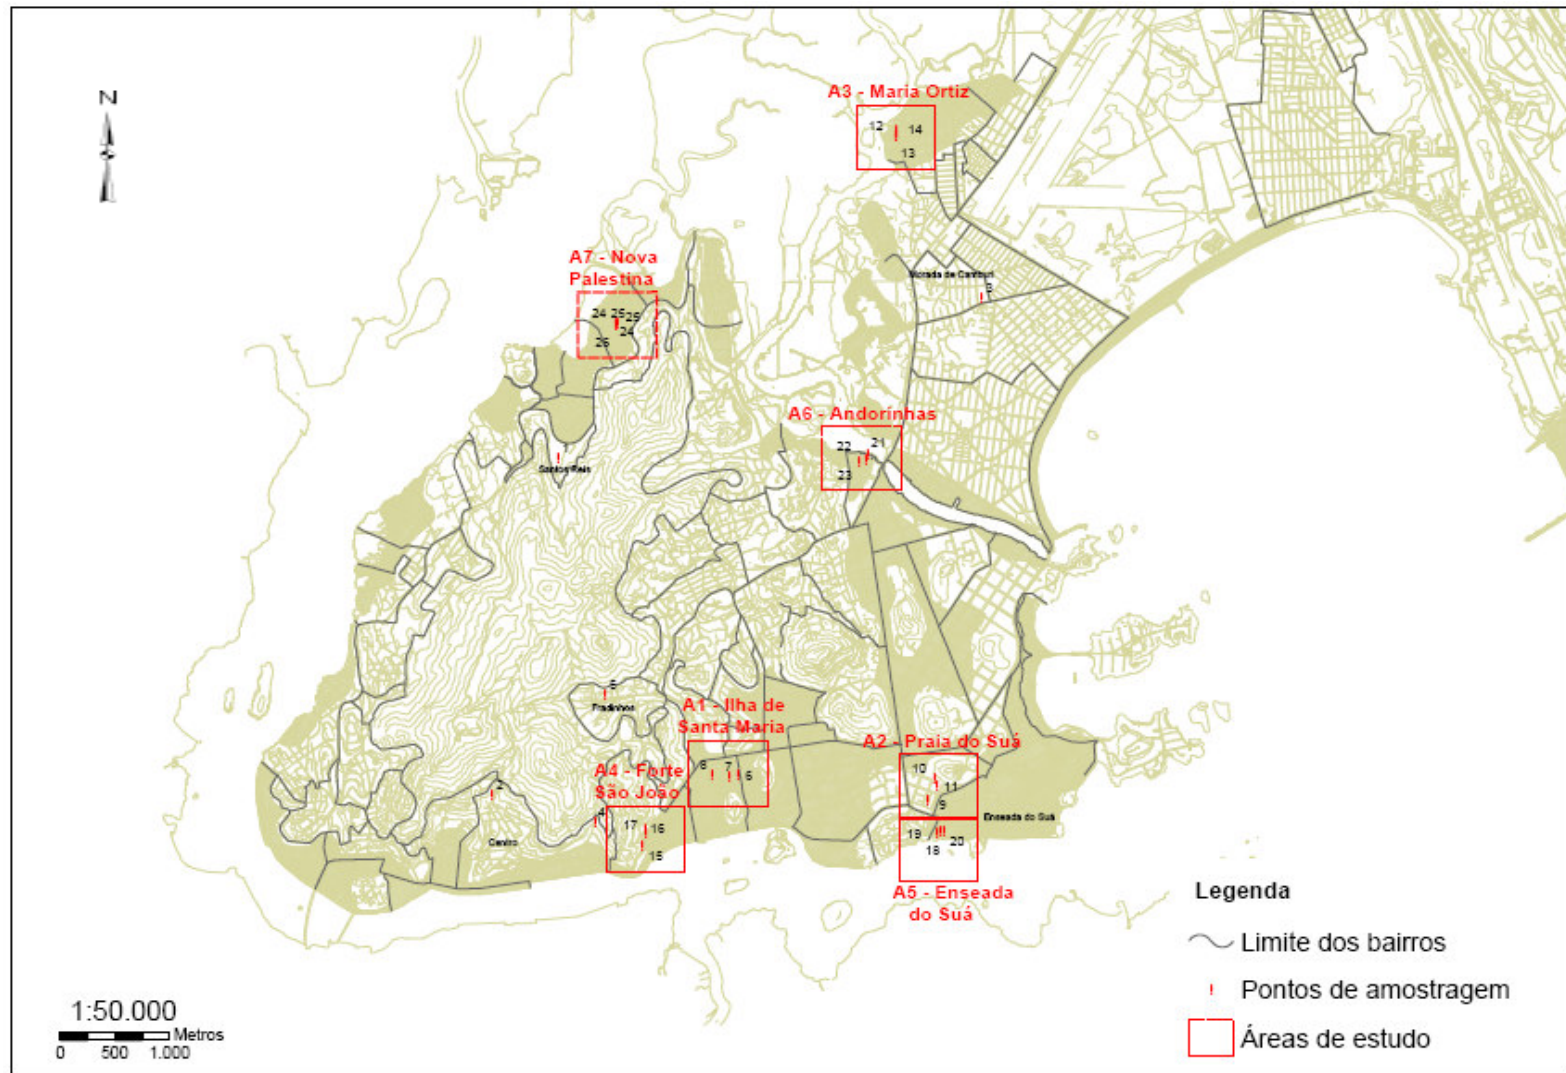 N
A3 - Maria Ortiz
12
14
13
A7 - Nova
Palestina
Morada de Camburi
3
24 25 25
24
26
A6 - Andorinhas
22 21
23
1
Santos Reis
5
Fradinhos
A1 - Ilha de
Santa Maria
8 7 6
A2 - Praia do Suá
10
11
9
A4 - Forte
São João
2
4
17 16
15
Centro
Enseada do Suá
19 20
18
A5 - Enseada
do Suá
Legenda
Limite dos bairros
Pontos de amostragem
Áreas de estudo
1:50.000
Metros
0 500 1.000